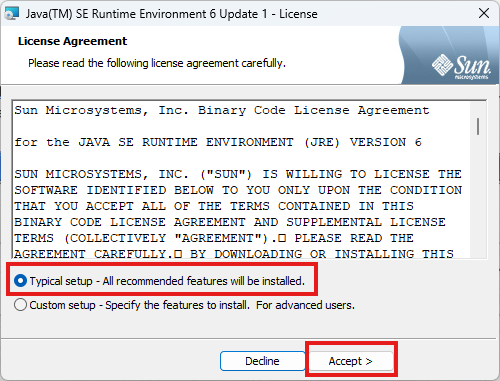 Java(TM) SE Runtime Environment 6 Update 1 - License
License Agreement
Please read the following license agreement carefully.
Sun
microsystems
Sun Microsystems, Inc. Binary Code License Agreement
for the JAVA SE RUNTIME ENVIRONMENT (JRE) VERSION 6
SUN MICROSYSTEMS, INC. ("SUN") IS WILLING TO LICENSE THE
SOFTWARE IDENTIFIED BELOW TO YOU ONLY UPON THE CONDITION
THAT YOU ACCEPT ALL OF THE TERMS CONTAINED IN THIS
BINARY CODE LICENSE AGREEMENT AND SUPPLEMENTAL LICENSE
TERMS (COLLECTIVELY "AGREEMENT").□ PLEASE READ THE
AGREEMENT CAREFULLY.□ BY DOWNLOADING OR INSTALLING THIS
Typical setup - All recommended features will be installed.
Custom setup - Specify the features to install.  For advanced users.
Decline
Accept >